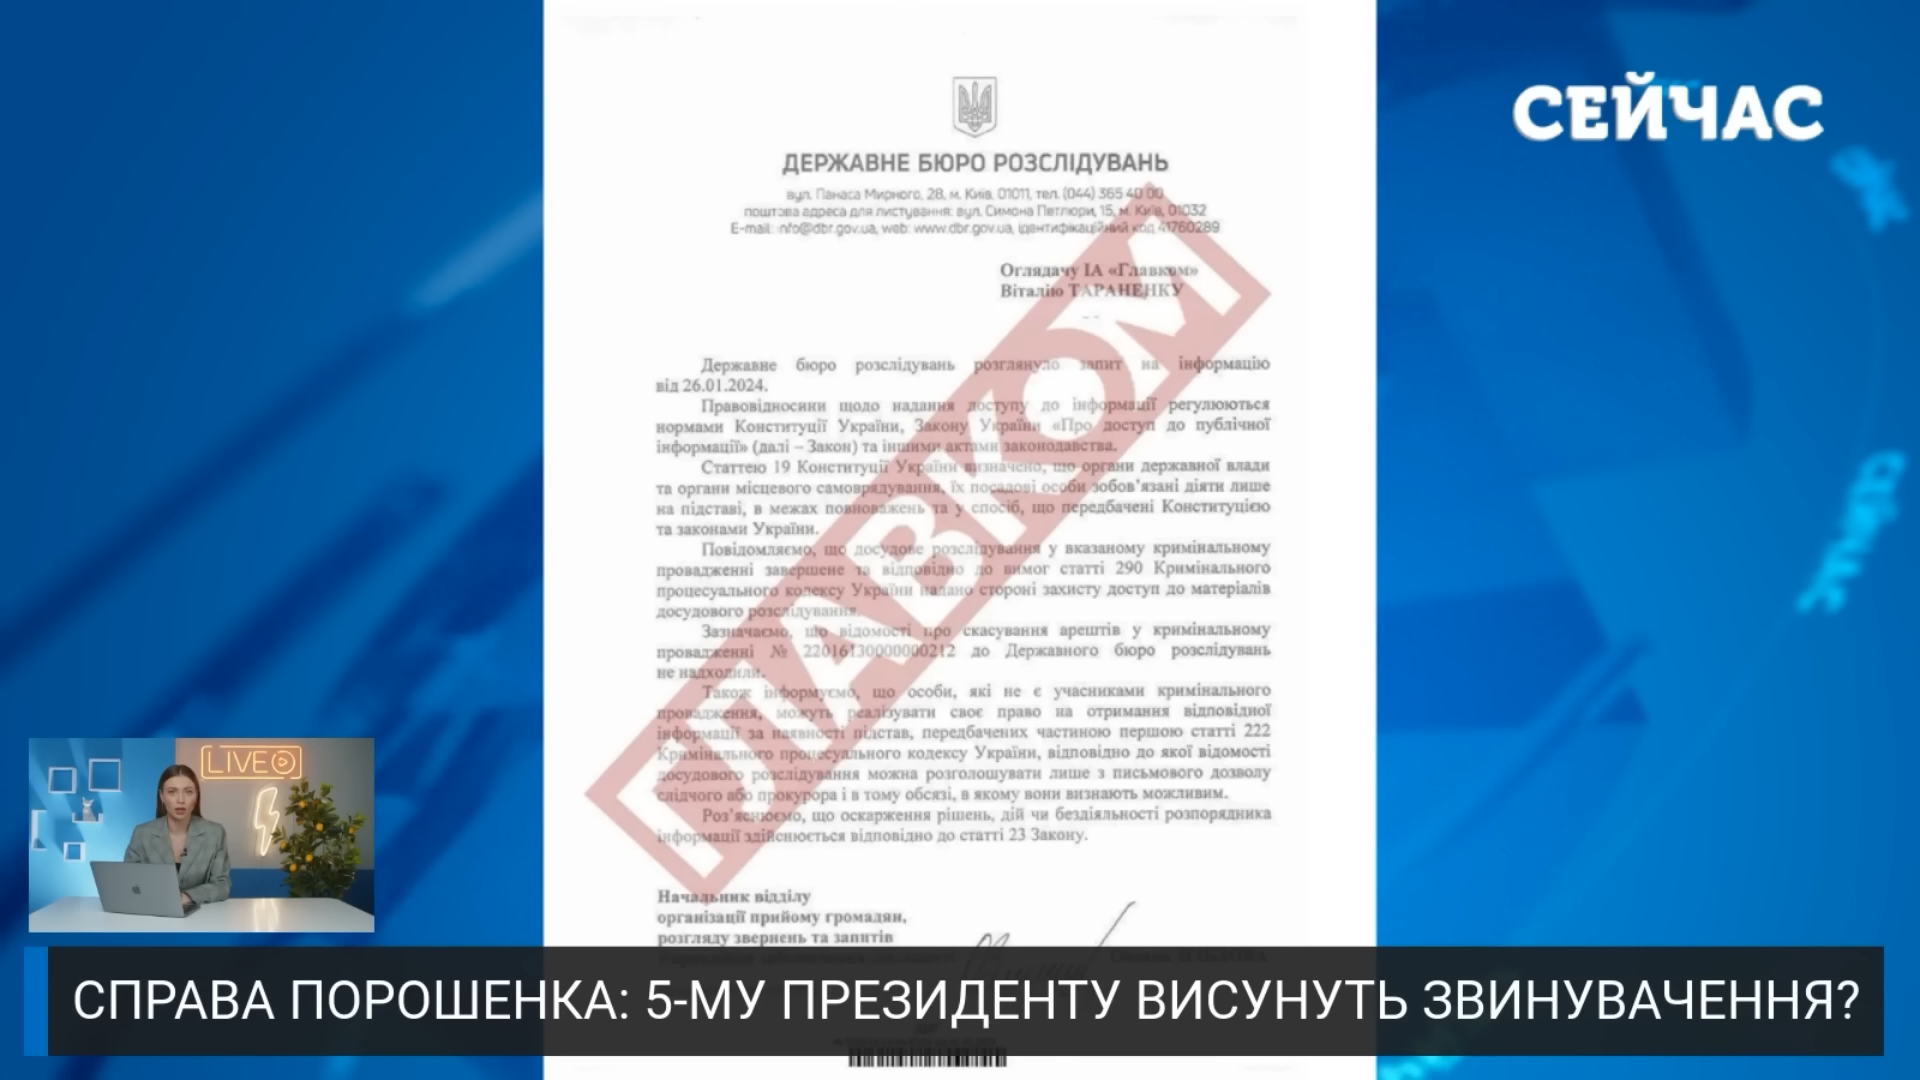 СЕЙЧАС
ДЕРЖАВНЕ БЮРО РОЗСЛІДУВАНЬ
вул. Панаса Мирного, 28, м. Київ, 01011, тел. (044) 365 40 00
поштова адреса для листування: вул. Симона Петлюри, 15, м. Київ, 01032
E-mail: info@dbr.gov.ua, web: www.dbr.gov.ua, ідентифікаційний код 41760289
Оглядачу ІА «Главком»
Віталію ТАРАНЕНКУ
Державне бюро розслідувань розглянуло запит на інформацію
від 26.01.2024.
Правовідносини щодо надання доступу до інформації регулюються
нормами Конституції України, Закону України «Про доступ до публічної
інформації» (далі – Закон) та іншими актами законодавства.
Статтею 19 Конституції України визначено, що органи державної влади
та органи місцевого самоврядування, їх посадові особи зобов’язані діяти лише
на підставі, в межах повноважень та у спосіб, що передбачені Конституцією
та законами України.
Повідомляємо, що досудове розслідування у вказаному кримінальному
провадженні завершене та відповідно до вимог статті 290 Кримінального
процесуального кодексу України надано стороні захисту доступ до матеріалів
досудового розслідування.
Зазначаємо, що відомості про скасування арештів у кримінальному
провадженні № 22016130000000212 до Державного бюро розслідувань
не надходили.
Також інформуємо, що особи, які не є учасниками кримінального
провадження, можуть реалізувати своє право на отримання відповідної
інформації за наявності підстав, передбачених частиною першою статті 222
Кримінального процесуального кодексу України, відповідно до якої відомості
досудового розслідування можна розголошувати лише з письмового дозволу
слідчого або прокурора і в тому обсязі, в якому вони визнають можливим.
Роз’яснюємо, що оскарження рішень, дій чи бездіяльності розпорядника
інформації здійснюється відповідно до статті 23 Закону.
ГЛАВКОМ
Начальник відділу
організації прийому громадян,
розгляду звернень та запитів
LIVE
СПРАВА ПОРОШЕНКА: 5-МУ ПРЕЗИДЕНТУ ВИСУНУТЬ ЗВИНУВАЧЕННЯ?